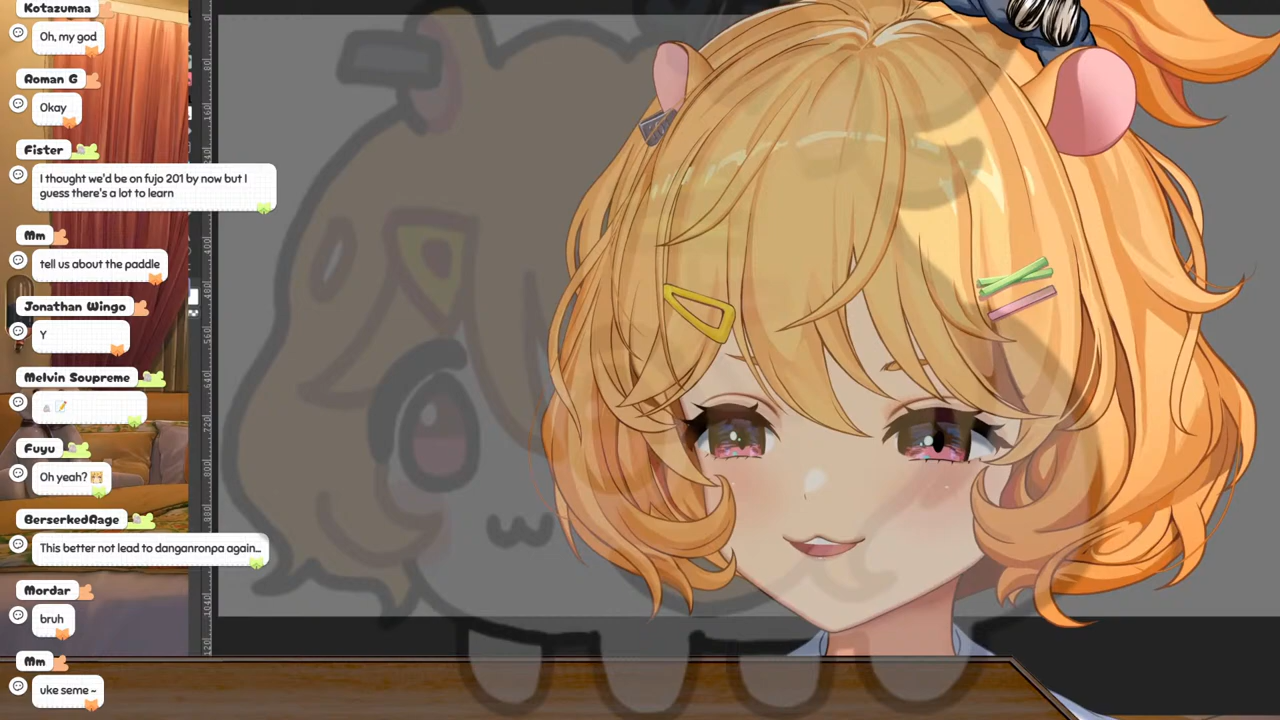 Kotazumaa
Oh, my god
Roman G
Okay
Fister
I thought we'd be on fujo 201 by now but I
guess there's a lot to learn
Mm
tell us about the paddle
Jonathan Wingo
Y
Melvin Soupreme
Fuyu
Oh yeah?
BerserkedRage
This better not lead to danganronpa again...
Mordar
bruh
Mm
uke seme ~